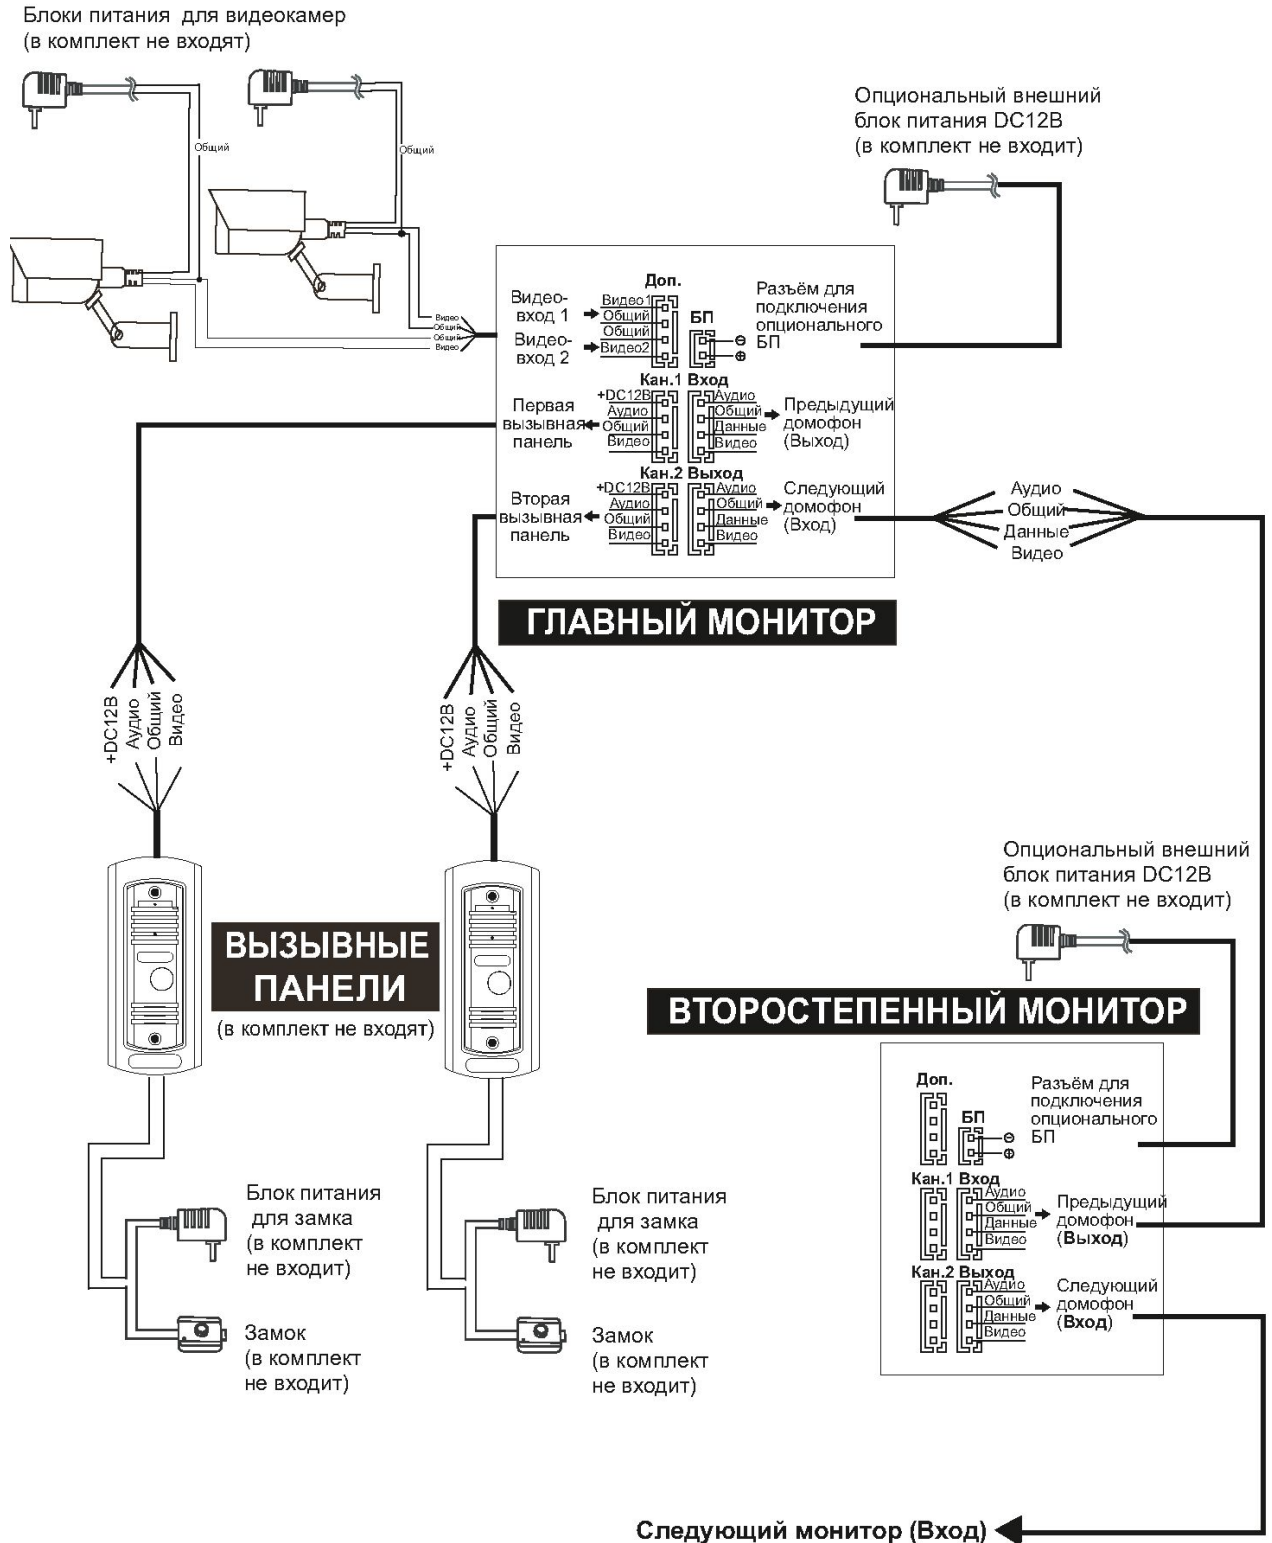 Блоки питания для видеокамер
(в комплект не входят)
Общий
Общий
Опциональный внешний
блок питания DC12В
(в комплект не входит)
Видео
Общий
Общий
Видео
Доп.
Видео-
вход 1
Видео1
Общий
Общий
Видео-
вход 2
Видео2
БП
Разъём для
подключения
опционального
БП
Кан.1 Вход
Первая
вызывная
панель
+DC12В
Аудио
Общий
Видео
Аудио
Общий
Данные
Видео
Предыдущий
домофон
(Выход)
Кан.2 Выход
Вторая
вызывная
панель
+DC12В
Аудио
Общий
Видео
Аудио
Общий
Данные
Видео
Следующий
домофон
(Вход)
Аудио
Общий
Данные
Видео
ГЛАВНЫЙ МОНИТОР
+DC12В
Аудио
Общий
Видео
+DC12В
Аудио
Общий
Видео
ВЫЗЫВНЫЕ
ПАНЕЛИ
(в комплект не входят)
Опциональный внешний
блок питания DC12В
(в комплект не входит)
ВТОРОСТЕПЕННЫЙ МОНИТОР
Доп.
БП
Разъём для
подключения
опционального
БП
Кан.1 Вход
Аудио
Общий
Данные
Видео
Предыдущий
домофон
(Выход)
Кан.2 Выход
Аудио
Общий
Данные
Видео
Следующий
домофон
(Вход)
Блок питания
для замка
(в комплект
не входит)
Замок
(в комплект
не входит)
Блок питания
для замка
(в комплект
не входит)
Замок
(в комплект
не входит)
Следующий монитор (Вход)